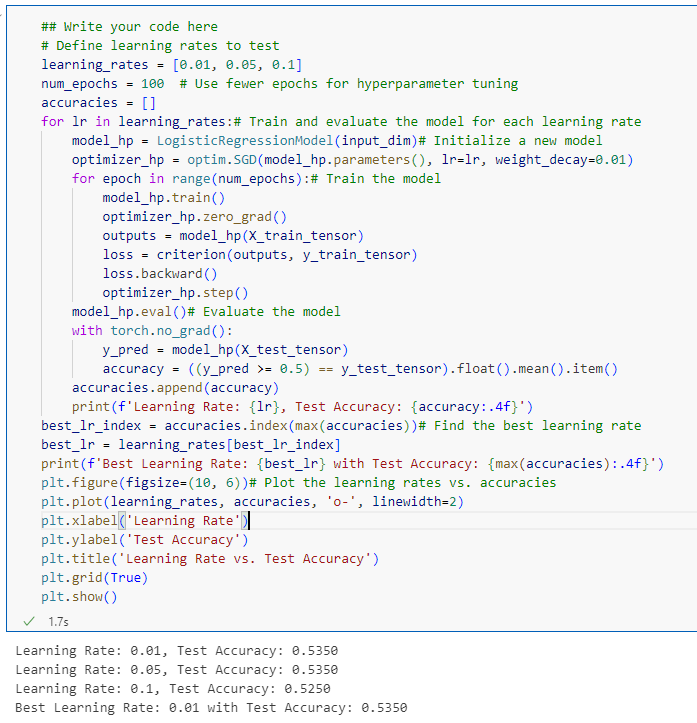 ## Write your code here
# Define learning rates to test
learning_rates = [0.01, 0.05, 0.1]
num_epochs = 100  # Use fewer epochs for hyperparameter tuning
accuracies = []
for lr in learning_rates:# Train and evaluate the model for each learning rate
    model_hp = LogisticRegressionModel(input_dim)# Initialize a new model
    optimizer_hp = optim.SGD(model_hp.parameters(), lr=lr, weight_decay=0.01)
    for epoch in range(num_epochs):# Train the model
        model_hp.train()
        optimizer_hp.zero_grad()
        outputs = model_hp(X_train_tensor)
        loss = criterion(outputs, y_train_tensor)
        loss.backward()
        optimizer_hp.step()
    model_hp.eval()# Evaluate the model
    with torch.no_grad():
        y_pred = model_hp(X_test_tensor)
        accuracy = ((y_pred >= 0.5) == y_test_tensor).float().mean().item()
    accuracies.append(accuracy)
    print(f'Learning Rate: {lr}, Test Accuracy: {accuracy:.4f}')
best_lr_index = accuracies.index(max(accuracies))# Find the best learning rate
best_lr = learning_rates[best_lr_index]
print(f'Best Learning Rate: {best_lr} with Test Accuracy: {max(accuracies):.4f}')
plt.figure(figsize=(10, 6))# Plot the learning rates vs. accuracies
plt.plot(learning_rates, accuracies, 'o-', linewidth=2)
plt.xlabel('Learning Rate')
plt.ylabel('Test Accuracy')
plt.title('Learning Rate vs. Test Accuracy')
plt.grid(True)
plt.show()
✓ 1.7s
Learning Rate: 0.01, Test Accuracy: 0.5350
Learning Rate: 0.05, Test Accuracy: 0.5350
Learning Rate: 0.1, Test Accuracy: 0.5250
Best Learning Rate: 0.01 with Test Accuracy: 0.5350